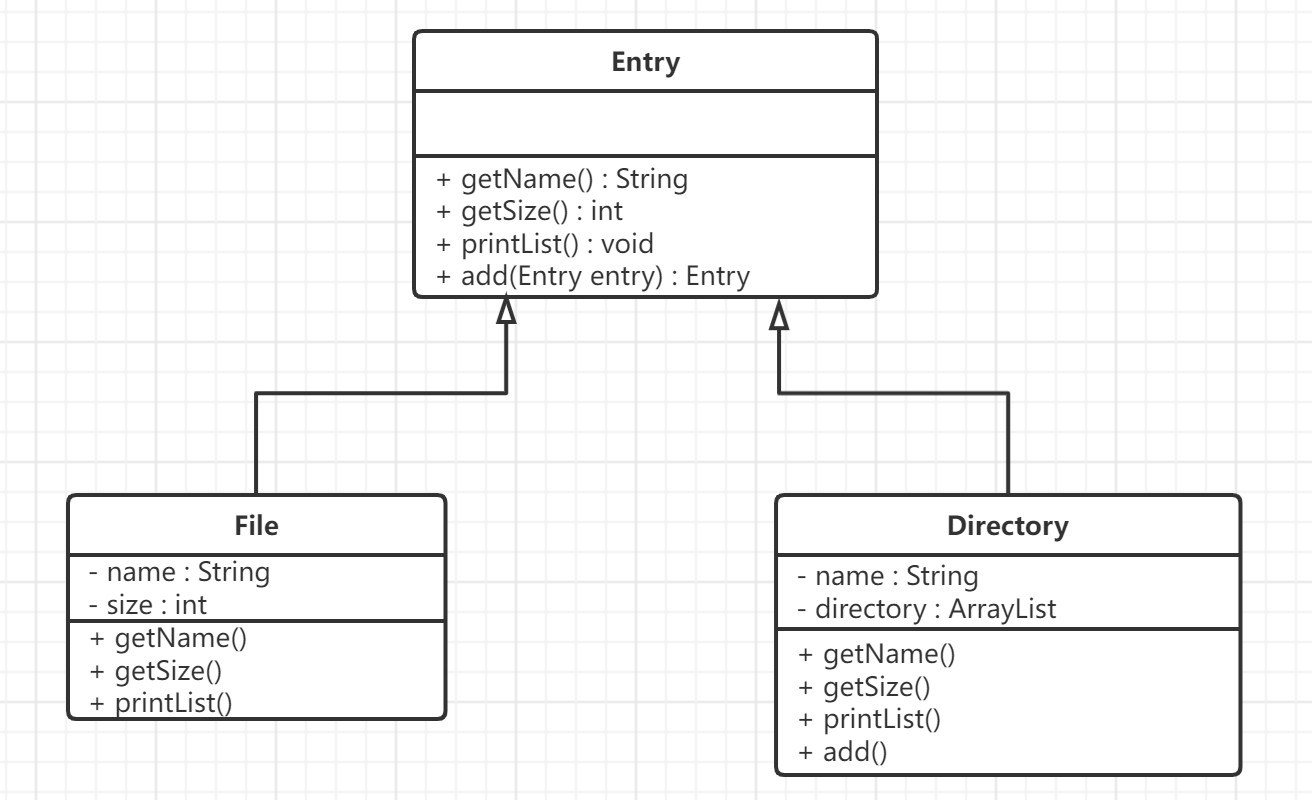 Entry
+ getName() : String
+ getSize() : int
+ printList() : void
+ add(Entry entry) : Entry
File
- name : String
- size : int
+ getName()
+ getSize()
+ printList()
Directory
- name : String
- directory : ArrayList
+ getName()
+ getSize()
+ printList()
+ add()